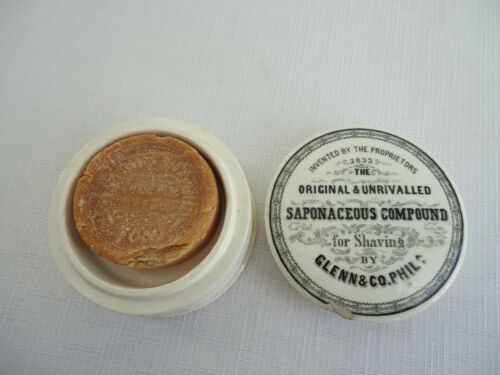 INVENTED BY THE PROPRIETORS
1835
THE
ORIGINAL & UNRIVALLED
SAPONACEOUS COMPOUND
for Shaving
BY
GLENN & CO. PHILA